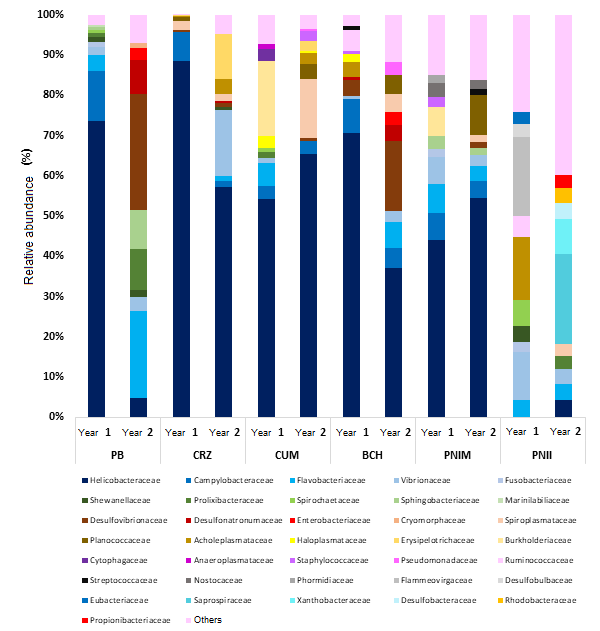 100%
90%
80%
70%
60%
50%
40%
30%
20%
10%
0%
Relative abundance (%)
Year 1 Year 2 Year 1 Year 2 Year 1 Year 2 Year 1 Year 2 Year 1 Year 2 Year 1 Year 2
PB CRZ CUM BCH PNIM PNII
Helicobacteraceae Campylobacteraceae Flavobacteriaceae Vibrionaceae Fusobacteriaceae
Shewanellaceae Prolixibacteraceae Spirochaetaceae Sphingobacteriaceae Marinilabiliaceae
Desulfovibrionaceae Desulfonatronumaceae Enterobacteriaceae Cryomorphaceae Spiroplasmataceae
Planococcaceae Acholeplasmataceae Haloplasmataceae Erysipelotrichaceae Burkholderiaceae
Cytophagaceae Anaeroplasmataceae Staphylococcaceae Pseudomonadaceae Ruminococcaceae
Streptococcaceae Nostocaceae Phormidiaceae Flammeovirgaceae Desulfobulbaceae
Eubacteriaceae Saprospiraceae Xanthobacteraceae Desulfobacteraceae Rhodobacteraceae
Propionibacteriaceae Others